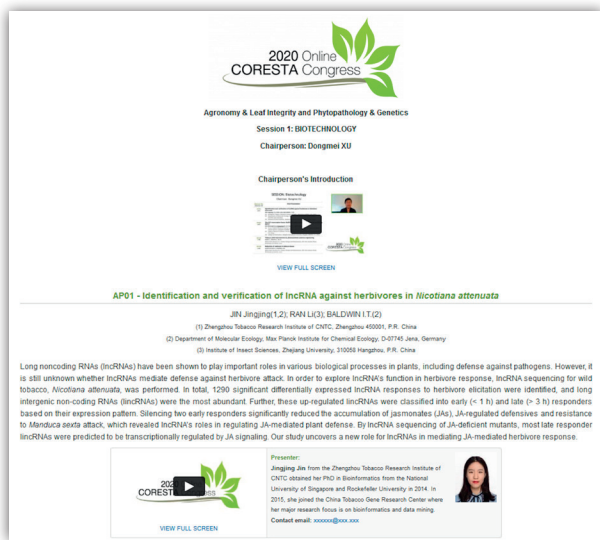 2020 Online
CORESTA Congress
Agronomy & Leaf Integrity and Phytopathology & Genetics
Session 1: BIOTECHNOLOGY
Chairperson: Dongmei XU
Chairperson's Introduction
VIEW FULL SCREEN
AP01 - Identification and verification of lncRNA against herbivores in Nicotiana attenuata
JIN Jingjing(1,2); RAN Li(3); BALDWIN I.T.(2)
(1) Zhengzhou Tobacco Research Institute of CNTC, Zhengzhou 450001, P.R. China
(2) Department of Molecular Ecology, Max Planck Institute for Chemical Ecology, D-07745 Jena, Germany
(3) Institute of Insect Sciences, Zhejiang University, 310058 Hangzhou, P.R. China
Long noncoding RNAs (lncRNAs) have been shown to play important roles in various biological processes in plants, including defense against pathogens. However, it
is still unknown whether lncRNAs mediate defense against herbivore attack. In order to explore lncRNA's function in herbivore response, lncRNA sequencing for wild
tobacco, Nicotiana attenuata, was performed. In total, 1290 significant differentially expressed lncRNA responses to herbivore elicitation were identified, and long
intergenic non-coding RNAs (lincRNAs) were the most abundant. Further, these up-regulated lincRNAs were classified into early (< 1 h) and late (> 3 h) responders
based on their expression pattern. Silencing two early responders significantly reduced the accumulation of jasmonates (JAs), JA-regulated defensives and resistance
to Manduca sexta attack, which revealed lncRNA's roles in regulating JA-mediated plant defense. By lncRNA sequencing of JA-deficient mutants, most late responder
lincRNAs were predicted to be transcriptionally regulated by JA signaling. Our study uncovers a new role for lncRNAs in mediating JA-mediated herbivore response.
2020 Online
CORESTA Congress
VIEW FULL SCREEN
Presenter:
Jingjing Jin from the Zhengzhou Tobacco Research Institute of
CNTC obtained her PhD in Bioinformatics from the National
University of Singapore and Rockefeller University in 2014. In
2015, she joined the China Tobacco Gene Research Center where
her major research focus is on bioinformatics and data mining.
Contact email: xxxxxx@xxx.xxx